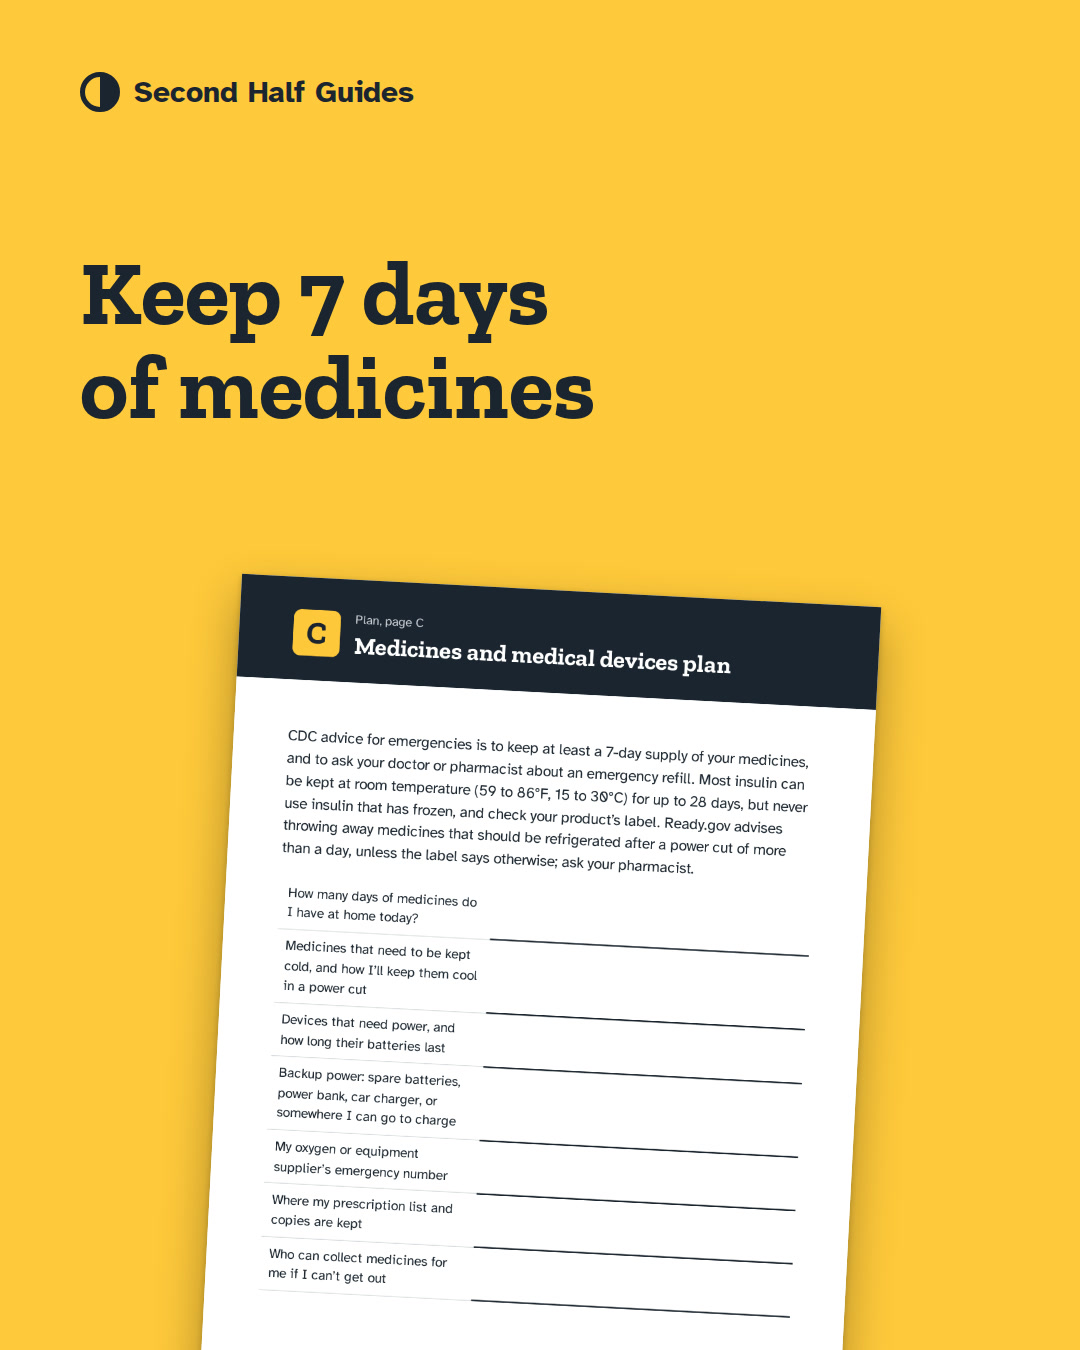 Second Half Guides
Keep 7 days
of medicines
C
Plan, page C
Medicines and medical devices plan
CDC advice for emergencies is to keep at least a 7-day supply of your medicines,
and to ask your doctor or pharmacist about an emergency refill. Most insulin can
be kept at room temperature (59 to 86°F, 15 to 30°C) for up to 28 days, but never
use insulin that has frozen, and check your product’s label. Ready.gov advises
throwing away medicines that should be refrigerated after a power cut of more
than a day, unless the label says otherwise; ask your pharmacist.
How many days of medicines do
I have at home today?
Medicines that need to be kept
cold, and how I’ll keep them cool
in a power cut
Devices that need power, and
how long their batteries last
Backup power: spare batteries,
power bank, car charger, or
somewhere I can go to charge
My oxygen or equipment
supplier’s emergency number
Where my prescription list and
copies are kept
Who can collect medicines for
me if I can’t get out